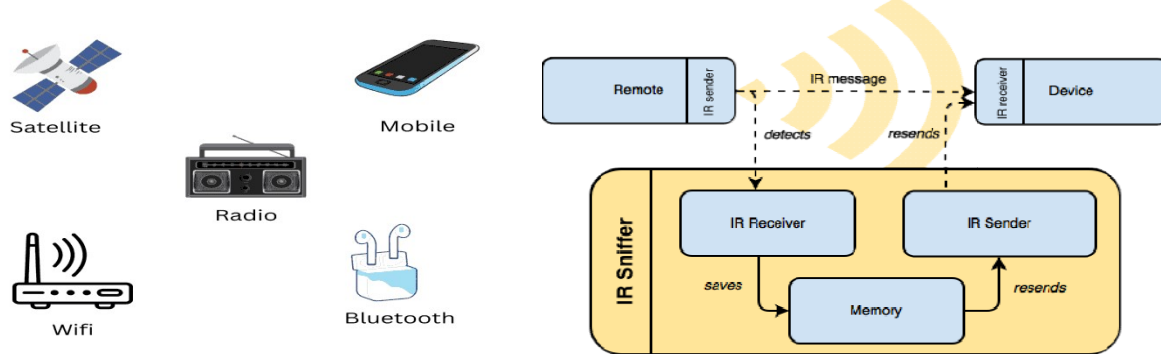 Satellite
Mobile
Radio
Wifi
Bluetooth
Remote
IR sender
IR message
IR receiver
Device
detects
resends
IR Sniffer
IR Receiver
IR Sender
saves
Memory
resends